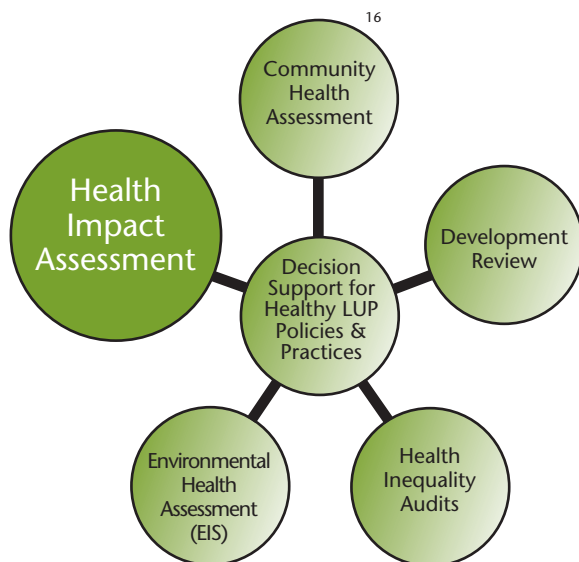 16
Community
Health
Assessment
Health
Impact
Assessment
Development
Review
Decision
Support for
Healthy LUP
Policies &
Practices
Environmental
Health
Assessment
(EIS)
Health
Inequality
Audits